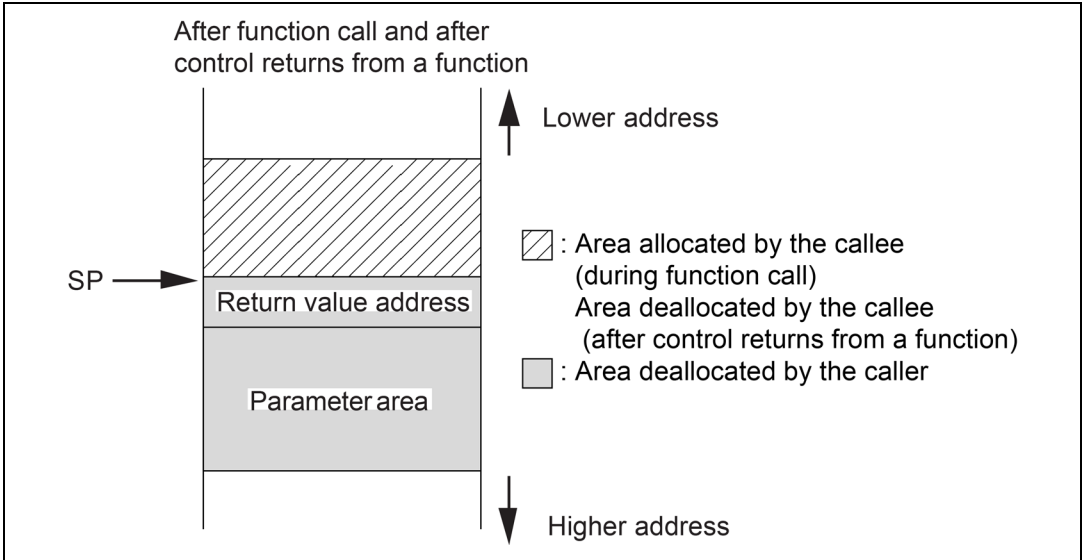 After function call and after
control returns from a function
Lower address
: Area allocated by the callee
(during function call)
Area deallocated by the callee
(after control returns from a function)
: Area deallocated by the caller
SP
Return value address
Parameter area
Higher address